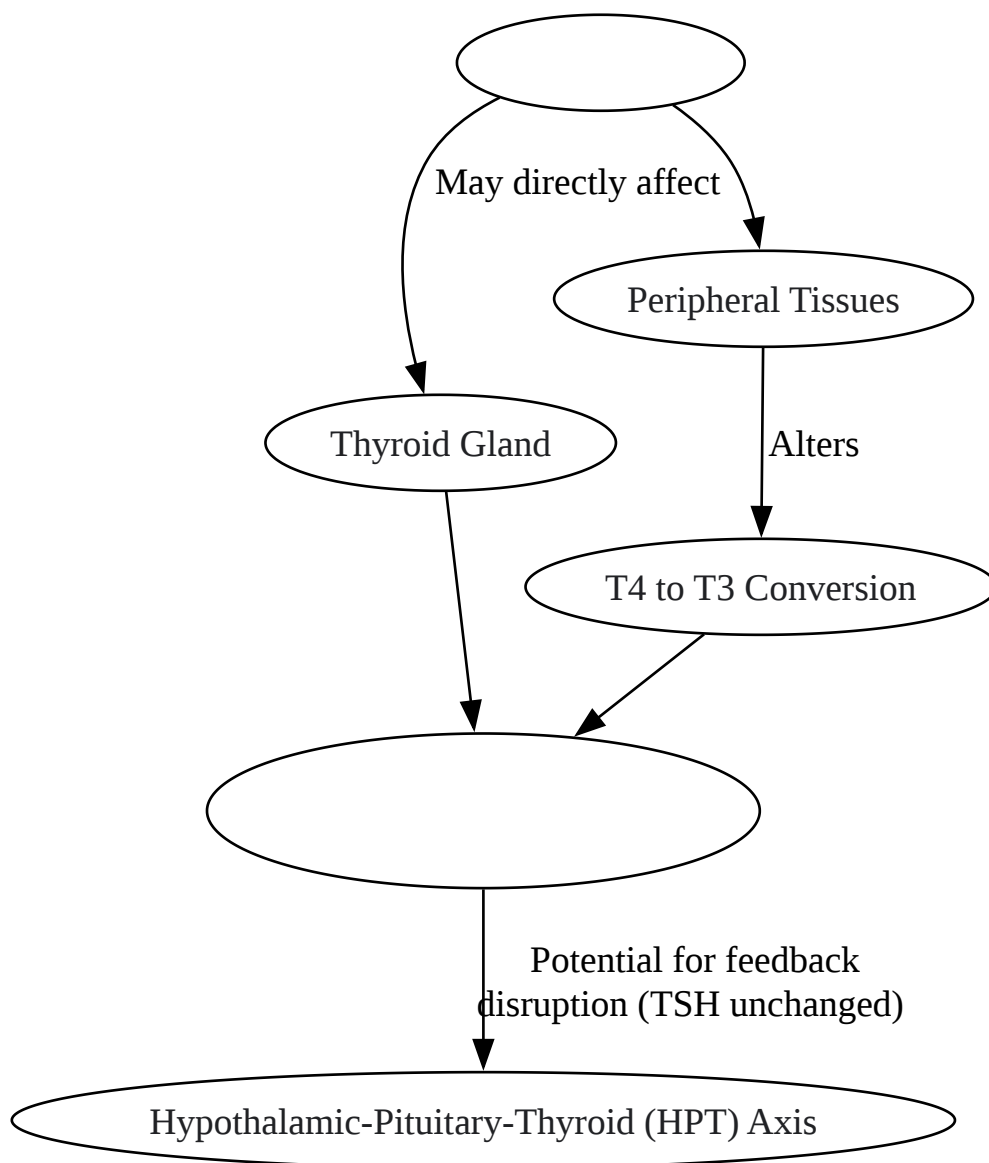 May directly affect
Peripheral Tissues
Thyroid Gland
Alters
T4 to T3 Conversion
Potential for feedback
disruption (TSH unchanged)
Hypothalamic-Pituitary-Thyroid (HPT) Axis